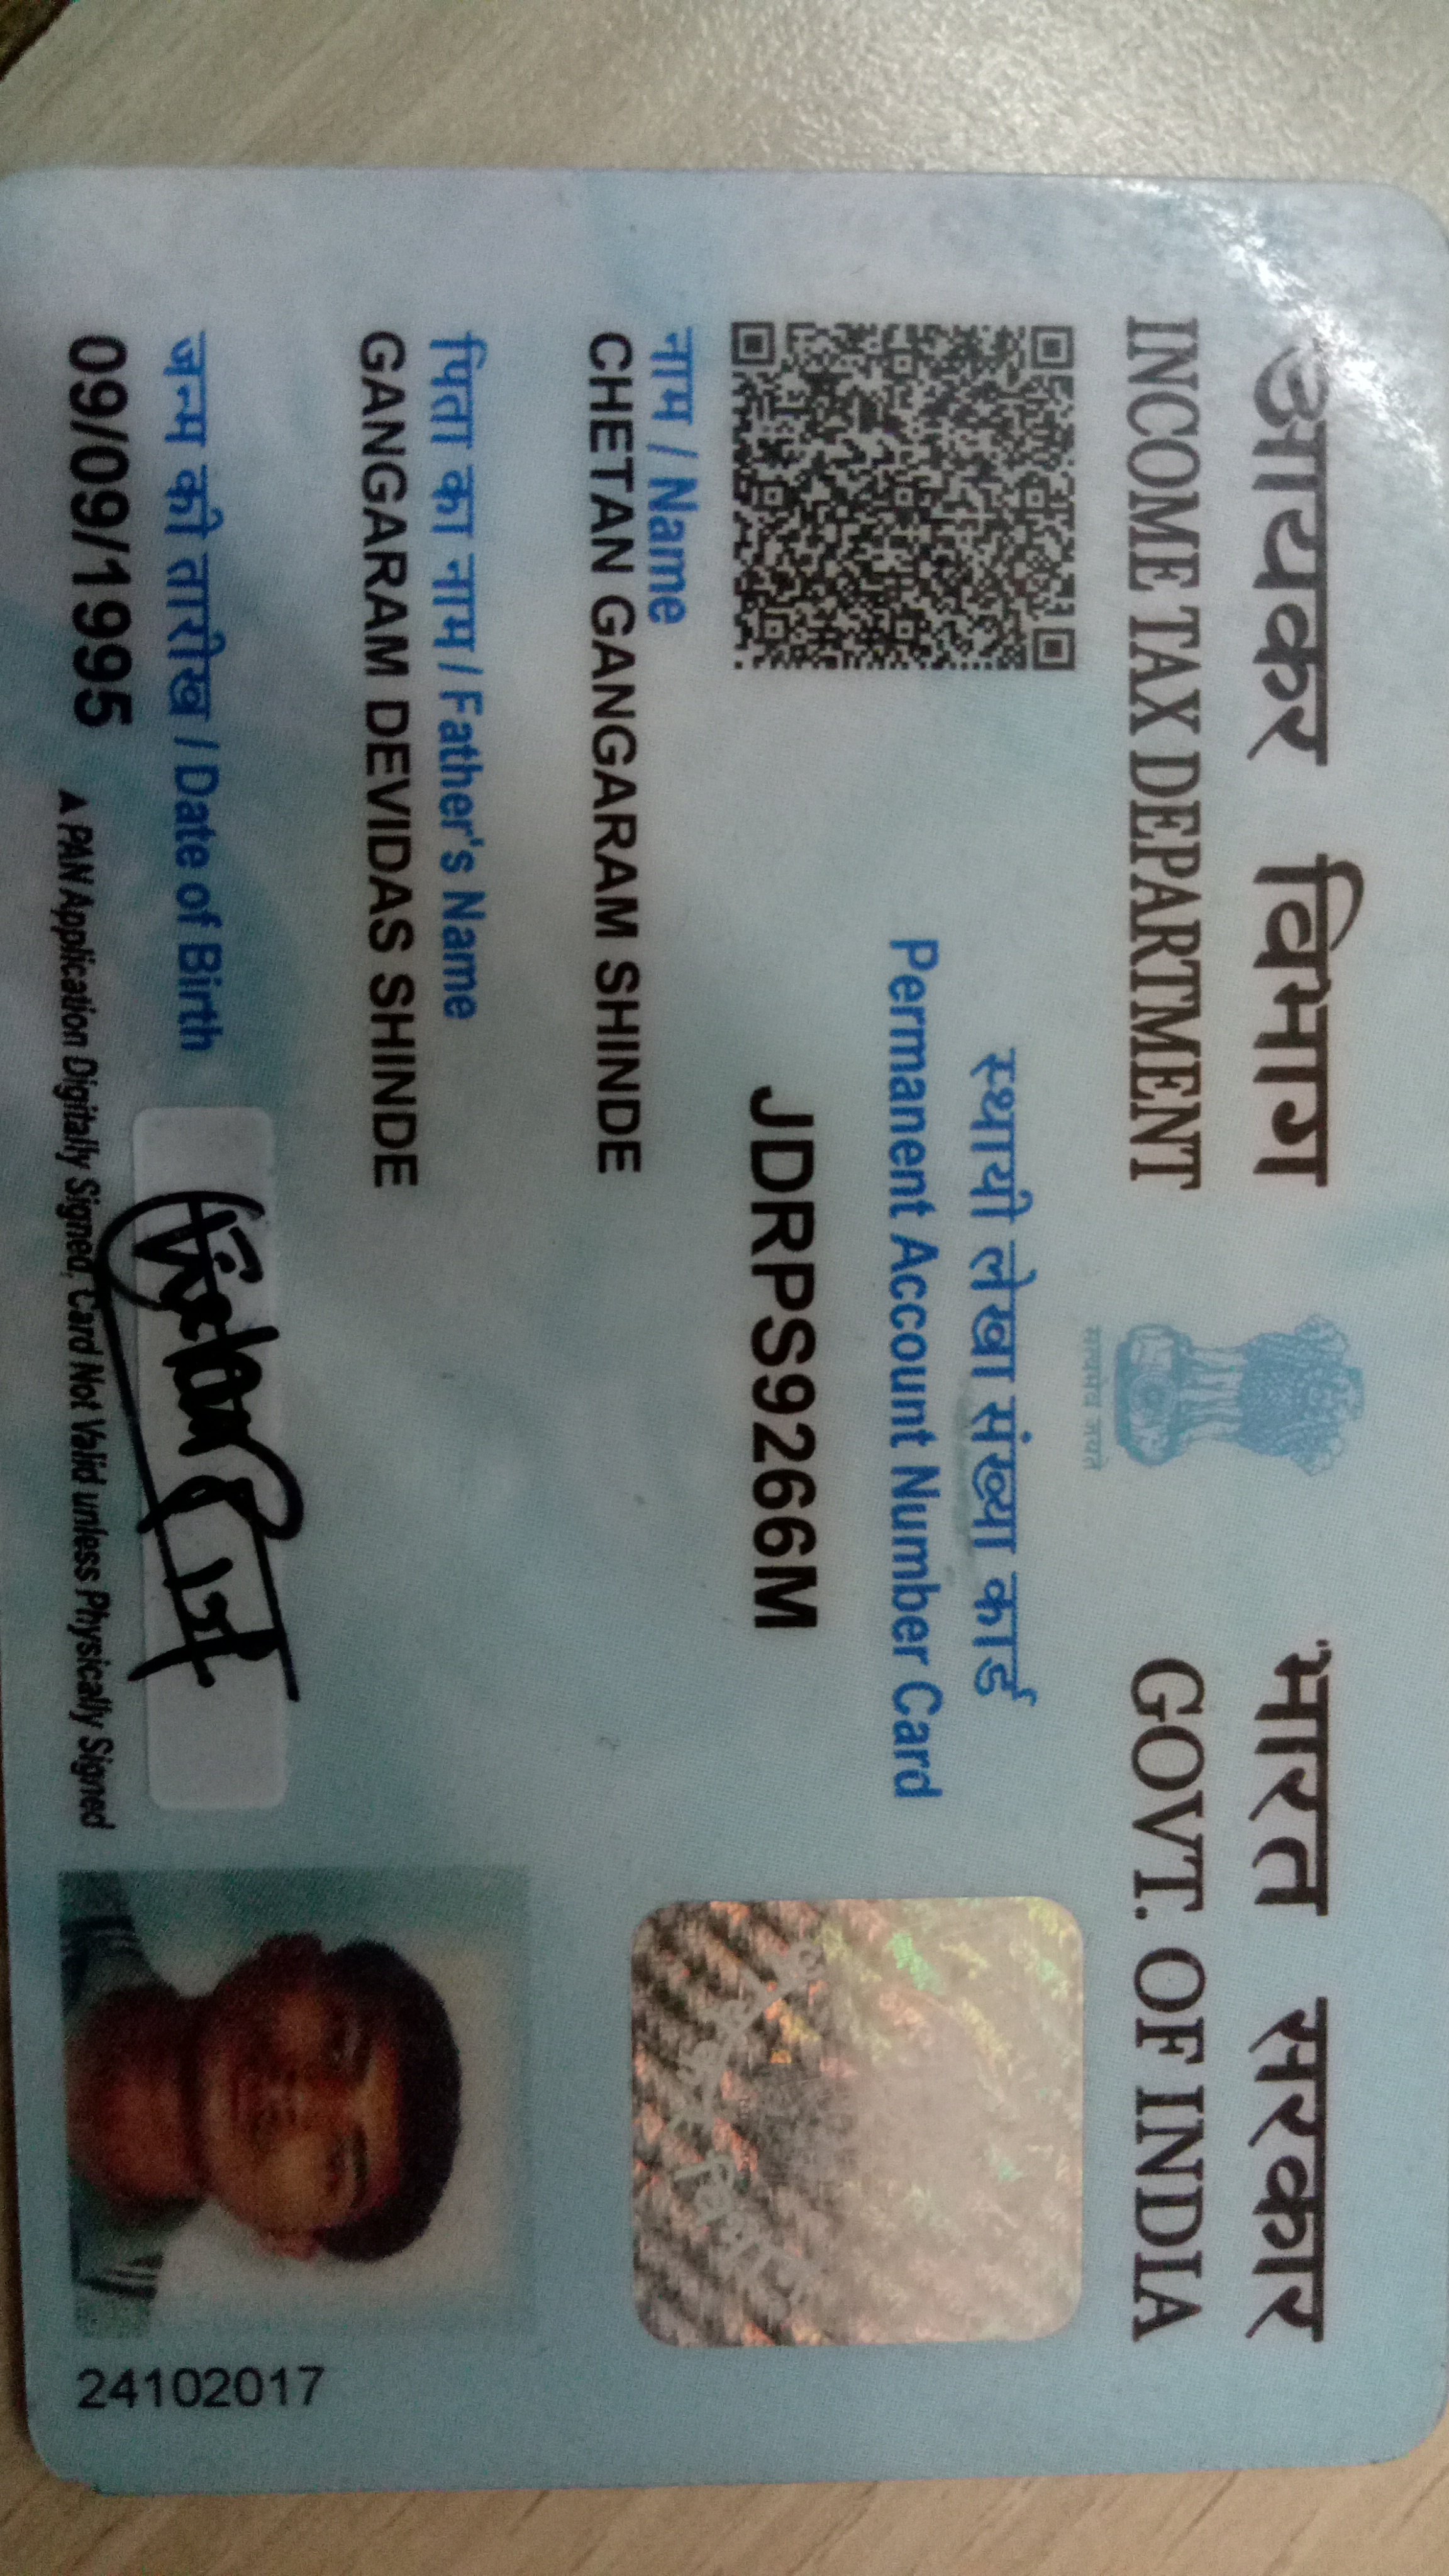 आयकर विभाग
INCOME TAX DEPARTMENT
सत्यमेव जयते
भारत सरकार
GOVT. OF INDIA
स्थायी लेखा संख्या कार्ड
Permanent Account Number Card
JDRPS9266M
नाम / Name
CHETAN GANGARAM SHINDE
पिता का नाम / Father's Name
GANGARAM DEVIDAS SHINDE
जन्म की तारीख / Date of Birth
09/09/1995
A PAN Application Digitally Signed, Card Not Valid unless Physically Signed
24102017